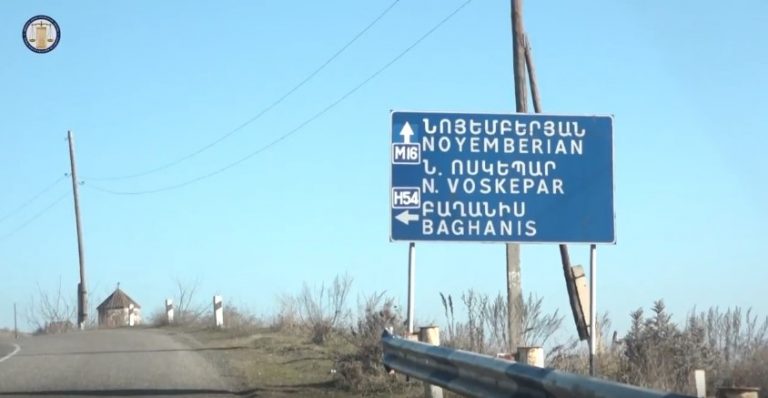 ՆՈՅԵՄԲԵՐՅԱՆ
NOYEMBERIAN
M16
Ն. ՈՍԿԵՊԱՐ
N. VOSKEPAR
H54
ԲԱՂԱՆԻՍ
BAGHANIS